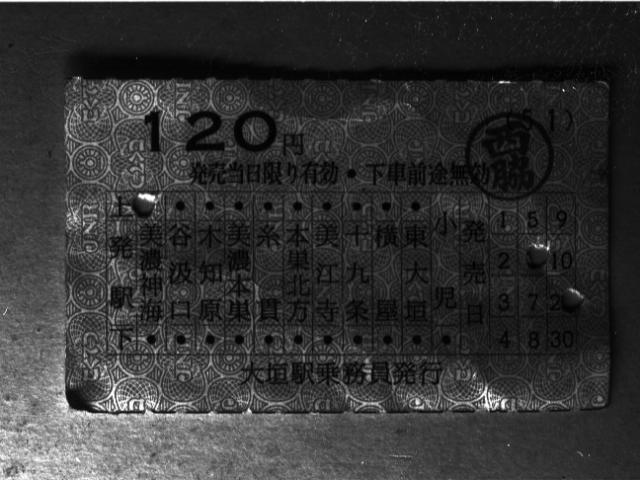 120円
(51)
西脇
発売当日限り有効・下車前途無効
上発駅下
美濃神海
谷汲口
木知原
美濃本巣
糸貫
本巣北方
美江寺
十九条
横屋
東大垣
小児
発売日
1 5 9
2 10
3 7 2
4 8 30
大垣駅乗務員発行